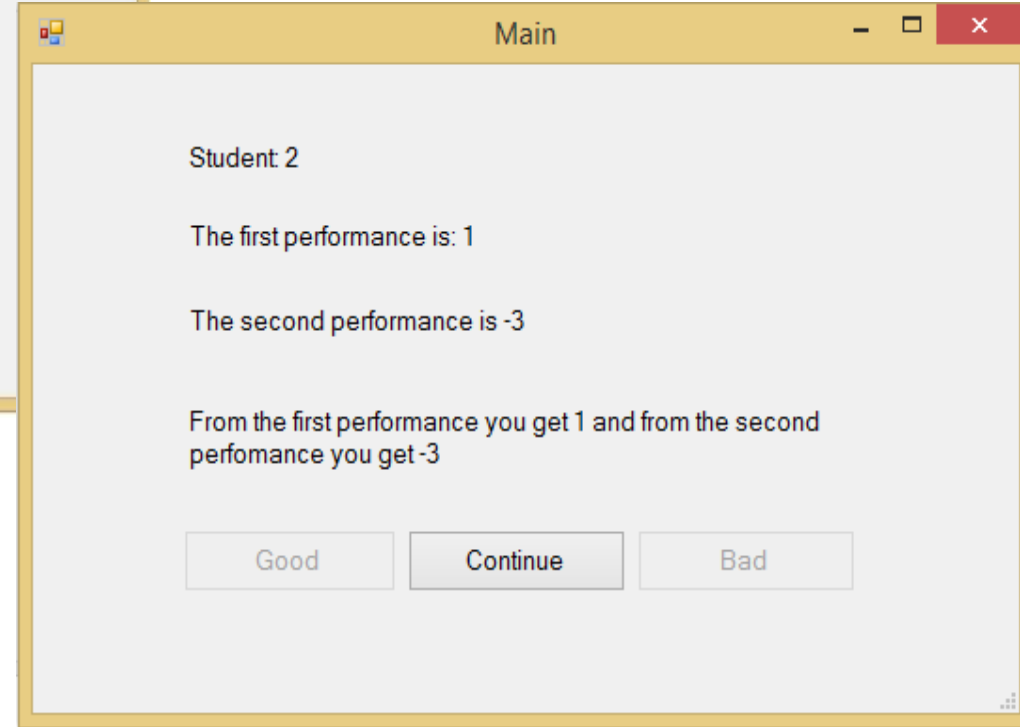 Main
Student: 2
The first performance is: 1
The second performance is -3
From the first performance you get 1 and from the second
perfomance you get -3
Good
Continue
Bad